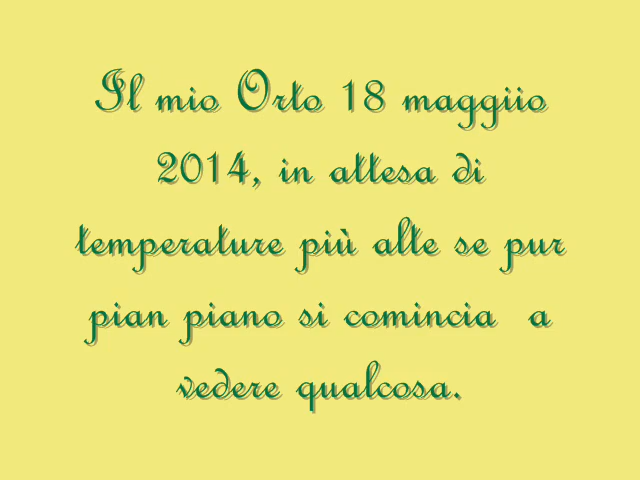 Il mio Orto 18 maggiio
2014, in attesa di
temperature più alte se pur
pian piano si comincia  a
vedere qualcosa.